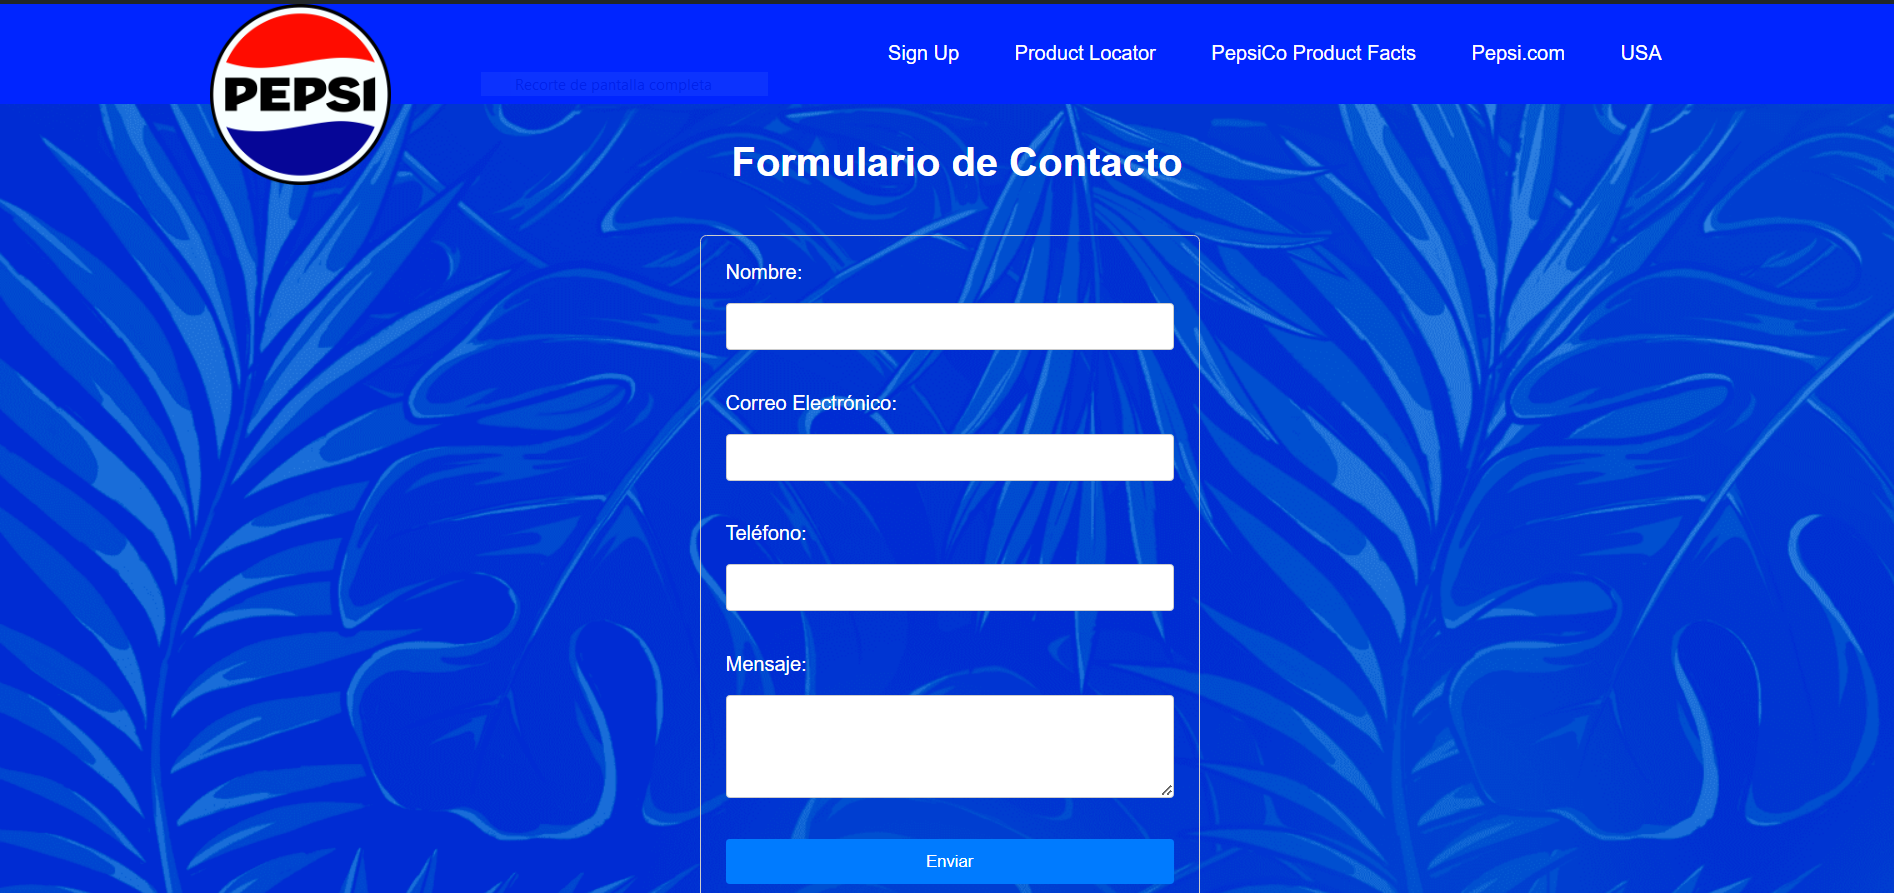 PEPSI
Sign Up Product Locator PepsiCo Product Facts Pepsi.com USA
Recorte de pantalla completa
Formulario de Contacto
Nombre:
Correo Electrónico:
Teléfono:
Mensaje:
Enviar